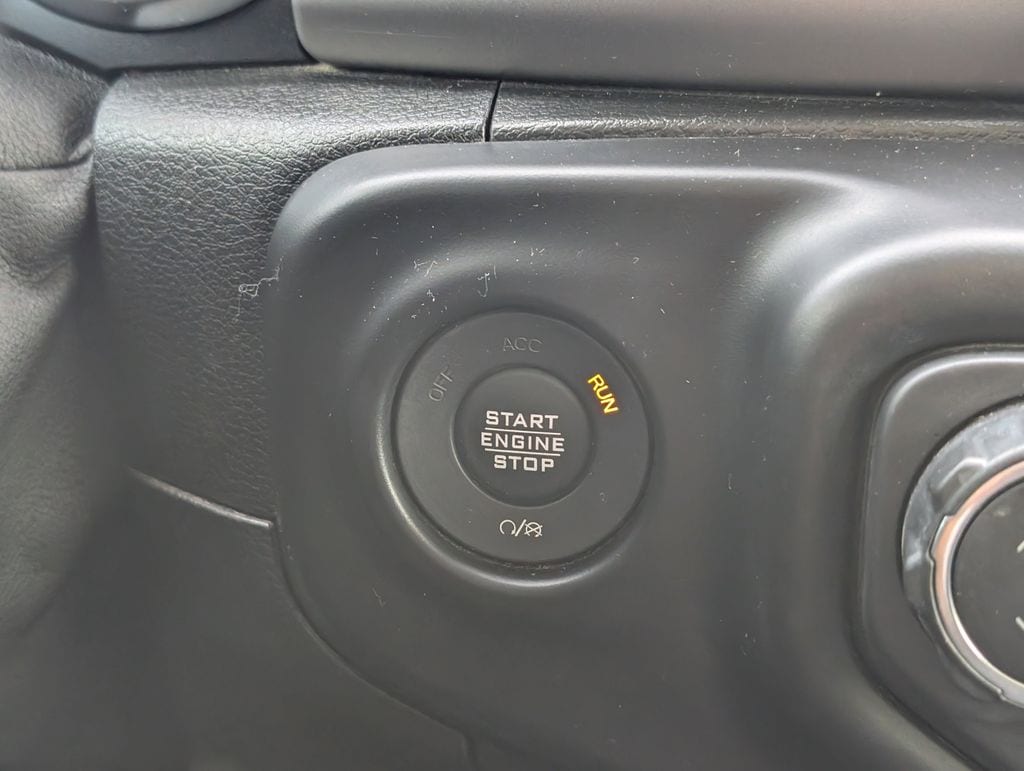 ACC
OFF
RUN
START
ENGINE
STOP